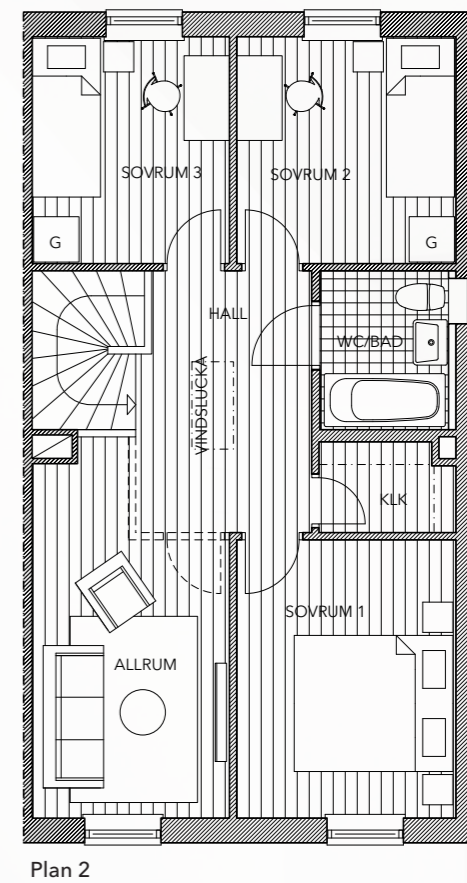 SOVRUM 3
SOVRUM 2
G
G
HALL
WC/BAD
VINDSLUCKA
KLK
SOVRUM 1
ALLRUM
Plan 2